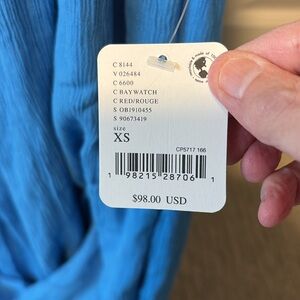 C 8144
V 026484
C 6600
C BAYWATCH
C RED/ROUGE
S OB1910455
S 90673419
size
XS
CP5717 166
1 98215 28706 1
$98.00 USD